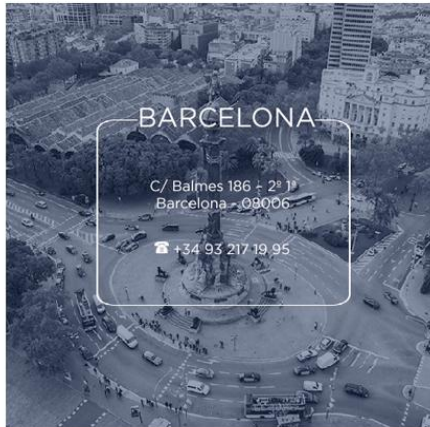 BARCELONA
C/ Balmes 186 - 2º 1ª
Barcelona - 08006
☎ +34 93 217 19 95